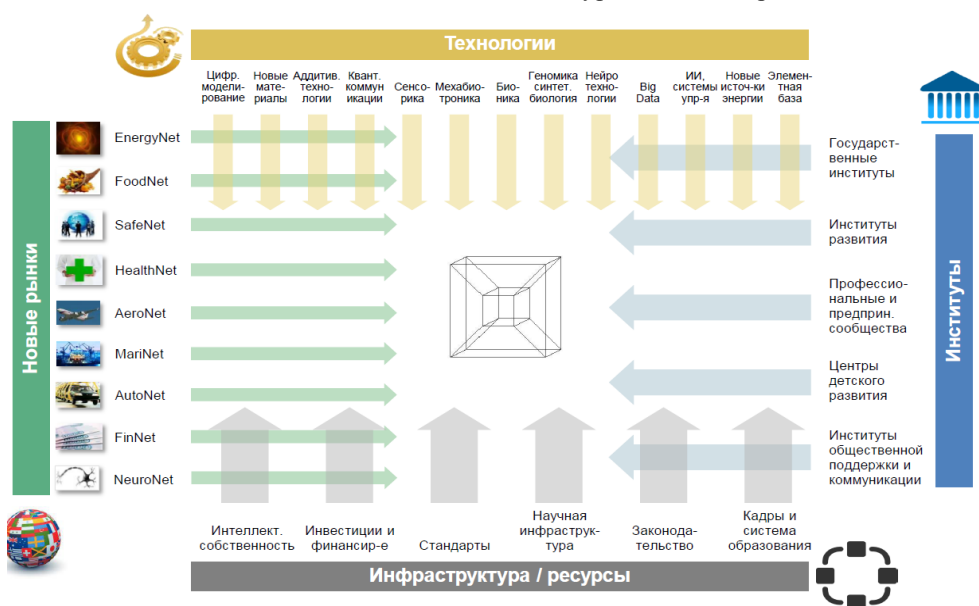 Технологии
Цифр.
модели-
рование
Новые
мате-
риалы
Аддитив.
техно-
логии
Квант.
коммун
икации
Сенсо-
рика
Мехабио-
троника
Био-
ника
Геномика
синтет.
биология
Нейро
техно-
логии
Big
Data
ИИ,
системы
упр-я
Новые
источ-ки
энергии
Элемен-
тная
база
Новые рынки
EnergyNet
FoodNet
SafeNet
HealthNet
AeroNet
MariNet
AutoNet
FinNet
NeuroNet
Государст-
венные
институты
Институты
развития
Профессио-
нальные и
предприн.
сообщества
Центры
детского
развития
Институты
общественной
поддержки и
коммуникации
Институты
Интеллект.
собственность
Инвестиции и
финансир-е
Стандарты
Научная
инфраструк-
тура
Законода-
тельство
Кадры и
система
образования
Инфраструктура / ресурсы